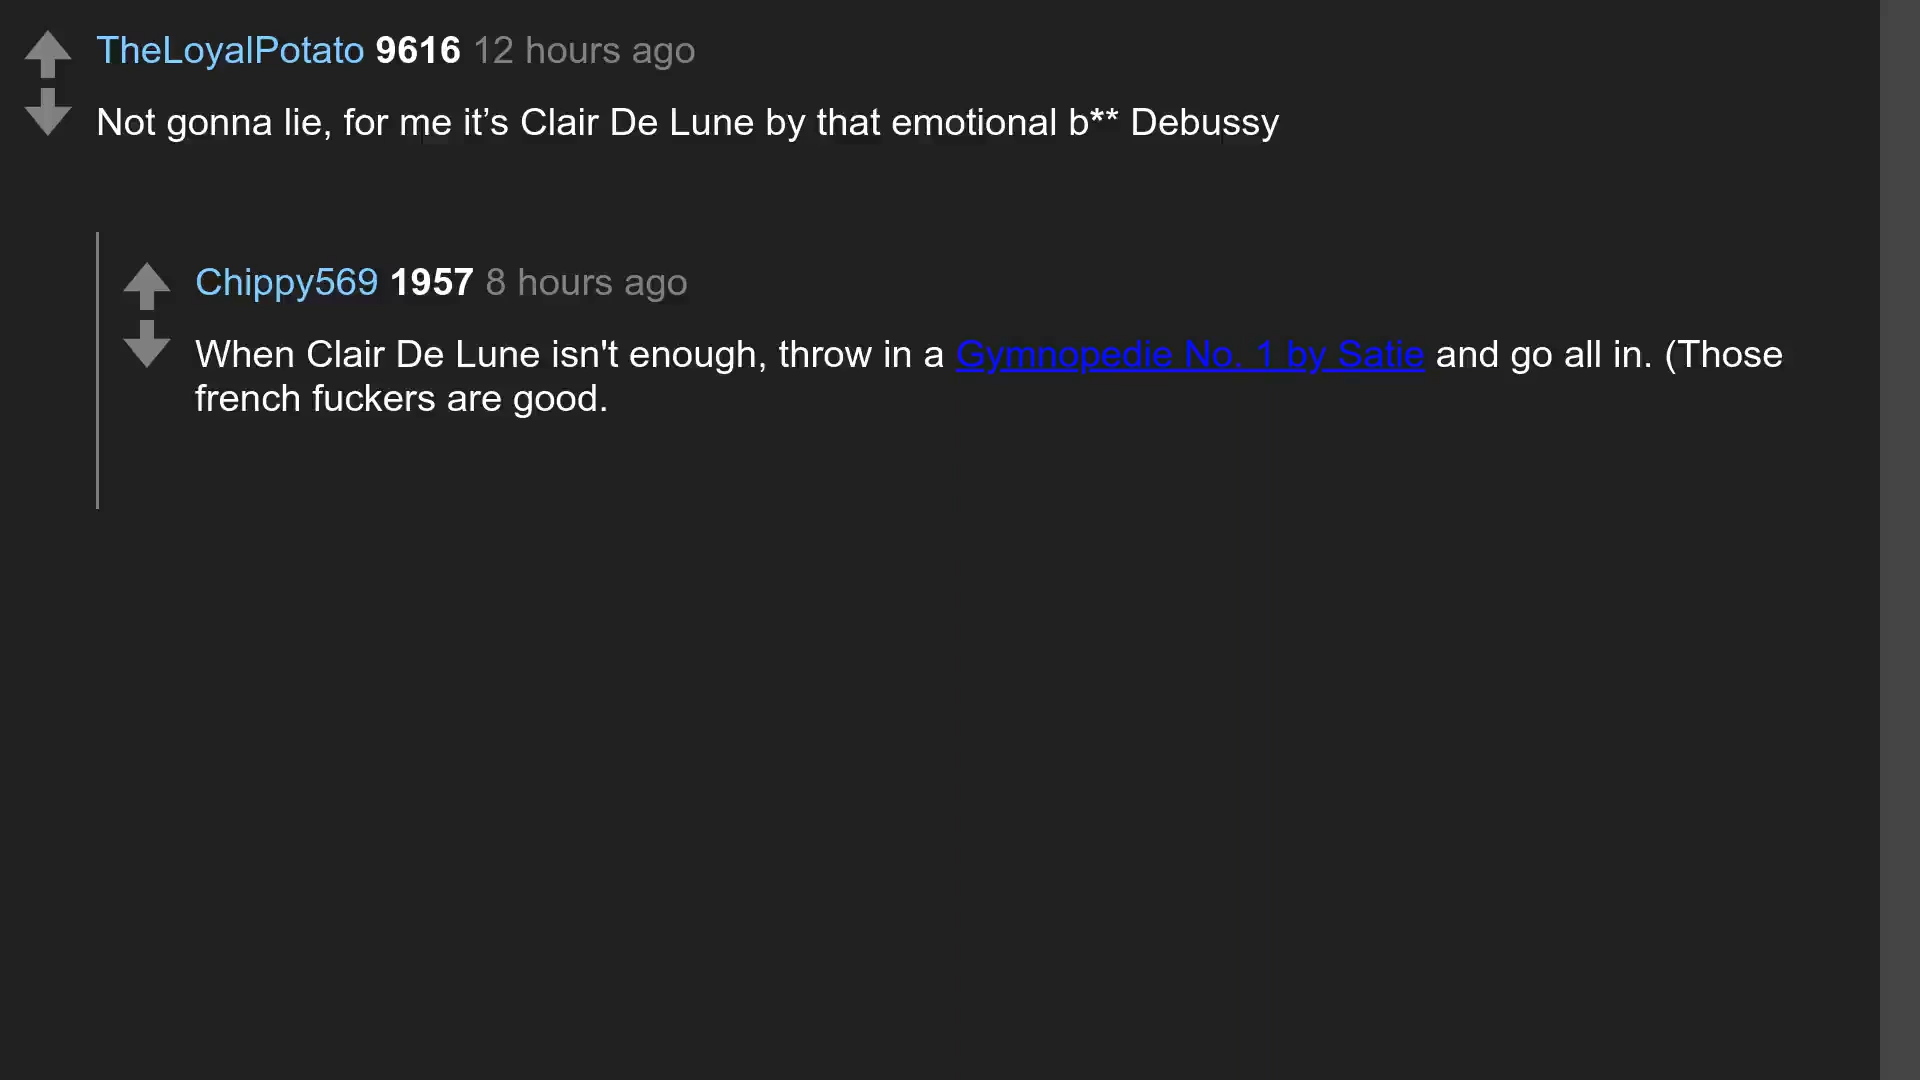 TheLoyalPotato 9616 12 hours ago
Not gonna lie, for me it’s Clair De Lune by that emotional b** Debussy
Chippy569 1957 8 hours ago
When Clair De Lune isn't enough, throw in a Gymnopedie No. 1 by Satie and go all in. (Those
french fuckers are good.